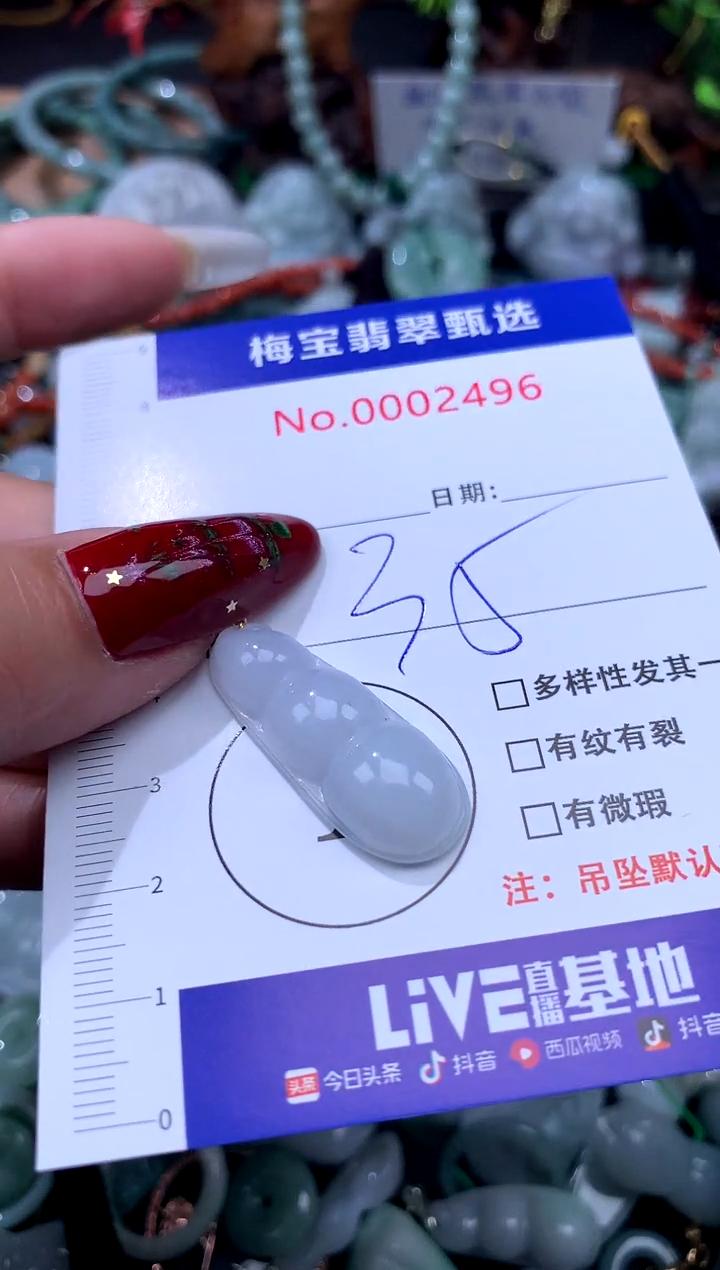 梅宝翡翠甄选
No.0002496
日期:
35
多样性发其一
有纹有裂
有微瑕
注：吊坠默认
3
2
1
0
LiVE直播基地
头条 今日头条 抖音 西瓜视频 抖音